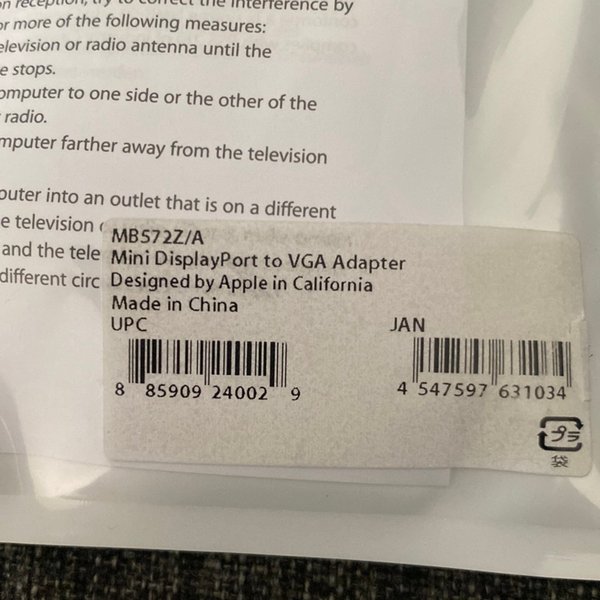 on reception, try to correct the interference by
or more of the following measures:
elevision or radio antenna until the
e stops.
omputer to one side or the other of the
radio.
mputer farther away from the television
puter into an outlet that is on a different
e television
and the tele
different circ
MB572Z/A
Mini DisplayPort to VGA Adapter
Designed by Apple in California
Made in China
UPC
JAN
8 85909 24002 9
4 547597 631034
プラ
袋